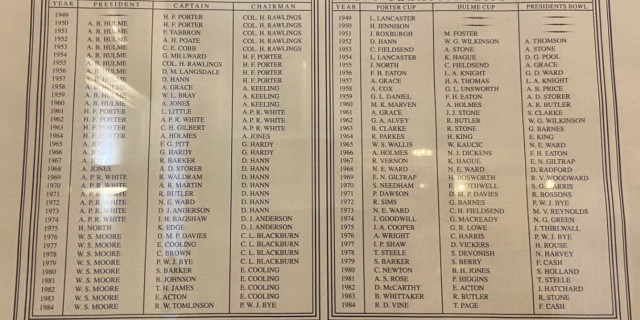 YEAR PRESIDENT CAPTAIN CHAIRMAN
1949 H. F. PORTER COL. H. RAWLINGS
1950 A. B. HULME H. F. PORTER COL. H. RAWLINGS
1951 A. B. HULME F. TABBRON COL. H. RAWLINGS
1952 A. B. HULME A. H. POATE COL. H. RAWLINGS
1953 A. B. HULME C. E. COBB COL. H. RAWLINGS
1954 A. B. HULME G. MILLWARD H. F. PORTER
1955 A. B. HULME COL. H. RAWLINGS H. F. PORTER
1956 A. B. HULME D. M. LANGSDALE H. F. PORTER
1957 A. B. HULME D. HANN H. F. PORTER
1958 A. B. HULME A. GRACE A. KEELING
1959 A. B. HULME W. L. BRAY A. KEELING
1960 A. B. HULME A. JONES A. KEELING
1961 H. F. PORTER L. LITTLE A. P. R. WHITE
1962 H. F. PORTER A. P. R. WHITE A. P. R. WHITE
1963 H. F. PORTER C. H. GILBERT A. P. R. WHITE
1964 H. F. PORTER A. HOLMES A. JONES
1965 A. JONES F. G. PITT G. HARDY
1966 A. JONES G. HARDY G. HARDY
1967 A. JONES R. BARKER D. HANN
1968 A. JONES A. D. STORER D. HANN
1969 A. P. R. WHITE R. WALDRAM D. HANN
1970 A. P. R. WHITE A. R. MARTIN D. HANN
1971 A. P. R. WHITE R. BUTLER D. HANN
1972 A. P. R. WHITE N. E. WARD D. HANN
1973 A. P. R. WHITE D. J. ANDERSON D. HANN
1974 A. P. R. WHITE J. H. BAGSHAW D. J. ANDERSON
1975 H. NORTH K. EDGE D. J. ANDERSON
1976 W. S. MOORE D. M. P. DAVIES C. L. BLACKBURN
1977 W. S. MOORE E. COOLING C. L. BLACKBURN
1978 W. S. MOORE C. BROWN C. L. BLACKBURN
1979 W. S. MOORE P. W. J. BYE C. L. BLACKBURN
1980 W. S. MOORE S. BARKER E. COOLING
1981 W. S. MOORE B. JOHNSON E. COOLING
1982 W. S. MOORE T. H. JAMES E. COOLING
1983 W. S. MOORE E. ACTON E. COOLING
1984 W. S. MOORE R. W. TOMLINSON P. W. J. BYE
YEAR PORTER CUP HULME CUP PRESIDENTS BOWL
1949 L. LANCASTER
1950 H. JENNISON
1951 J. ROXBURGH M. FOSTER
1952 D. HANN W. G. WILKINSON A. THOMSON
1953 C. FIELDSEND A. STONE A. STONE
1954 L. LANCASTER K. HAGUE D. G. POOL
1955 J. NORTH C. FIELDSEND A. GRACE
1956 F. H. EATON L. A. KNIGHT G. D. WARD
1957 A. GRACE H. A. THOMAS L. A. KNIGHT
1958 A. COX G. L. UNSWORTH A. B. PRICE
1959 G. L. DANIEL F. H. EATON A. D. STORER
1960 M. R. MARVEN A. HOLMES A. R. BUTLER
1961 A. GRACE J. J. STONE S. CLARKE
1962 G. A. ALVEY R. BUTLER W. G. WILKINSON
1963 B. CLARKE R. STONE G. BARNES
1964 R. PARKES H. KING E. KING
1965 W. S. WALLIS W. KAUCIC N. E. WARD
1966 A. HOLMES N. J. DICKENS F. H. EATON
1967 R. VERNON K. HAGUE E. N. GILTRAP
1968 N. E. WARD N. E. WARD D. RADFORD
1969 E. N. GILTRAP H. BOSWORTH R. V. WOODWARD
1970 S. NEEDHAM BOTHWELL S. G. HARRIS
1971 P. DAWSON D. M. P. DAVIES R. BOSSONS
1972 R. SIMS G. BARNES P. W. J. BYE
1973 N. E. WARD C. H. FIELDSEND M. V. REYNOLDS
1974 J. GOODWILL G. MACREADY N. G. GREEN
1975 J. A. COOPER G. R. LOWE J. THIRLWALL
1976 A. WRIGHT C. HARRIS P. W. J. BYE
1977 I. P. SHAW D. VICKERS H. ROUSE
1978 T. STEELE S. DEVONISH N. HARVEY
1979 S. BARKER S. BERRY F. CASH
1980 C. NEWTON B. H. JONES S. HOLLAND
1981 A. S. ROSE P. HIGGINS T. STEELE
1982 D. McCARTHY E. ACTON J. HATCHARD
1983 B. WHITTAKER R. BUTLER R. STONE
1984 R. D. VINE T. PAGE F. CASH